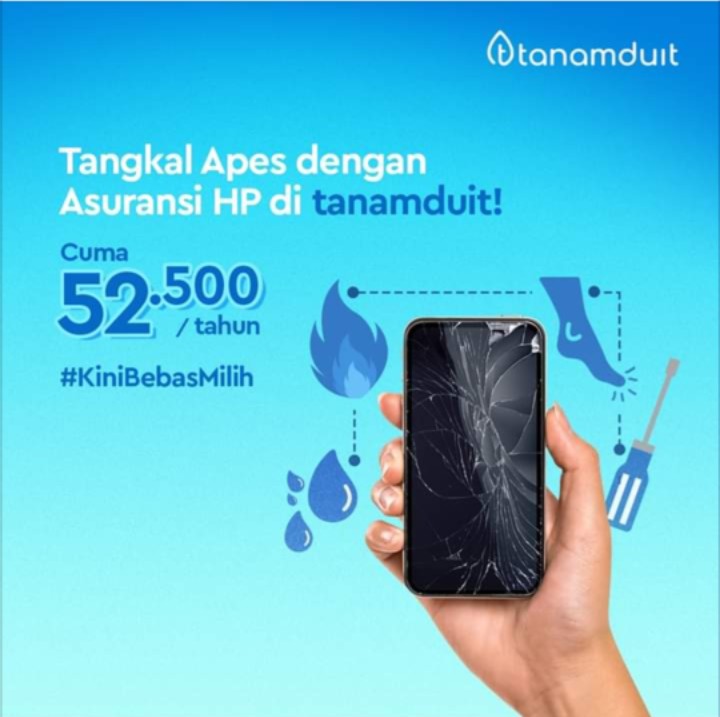 tanamduit
Tangkal Apes dengan
Asuransi HP di tanamduit!
Cuma
52.500
/ tahun
#KiniBebasMilih